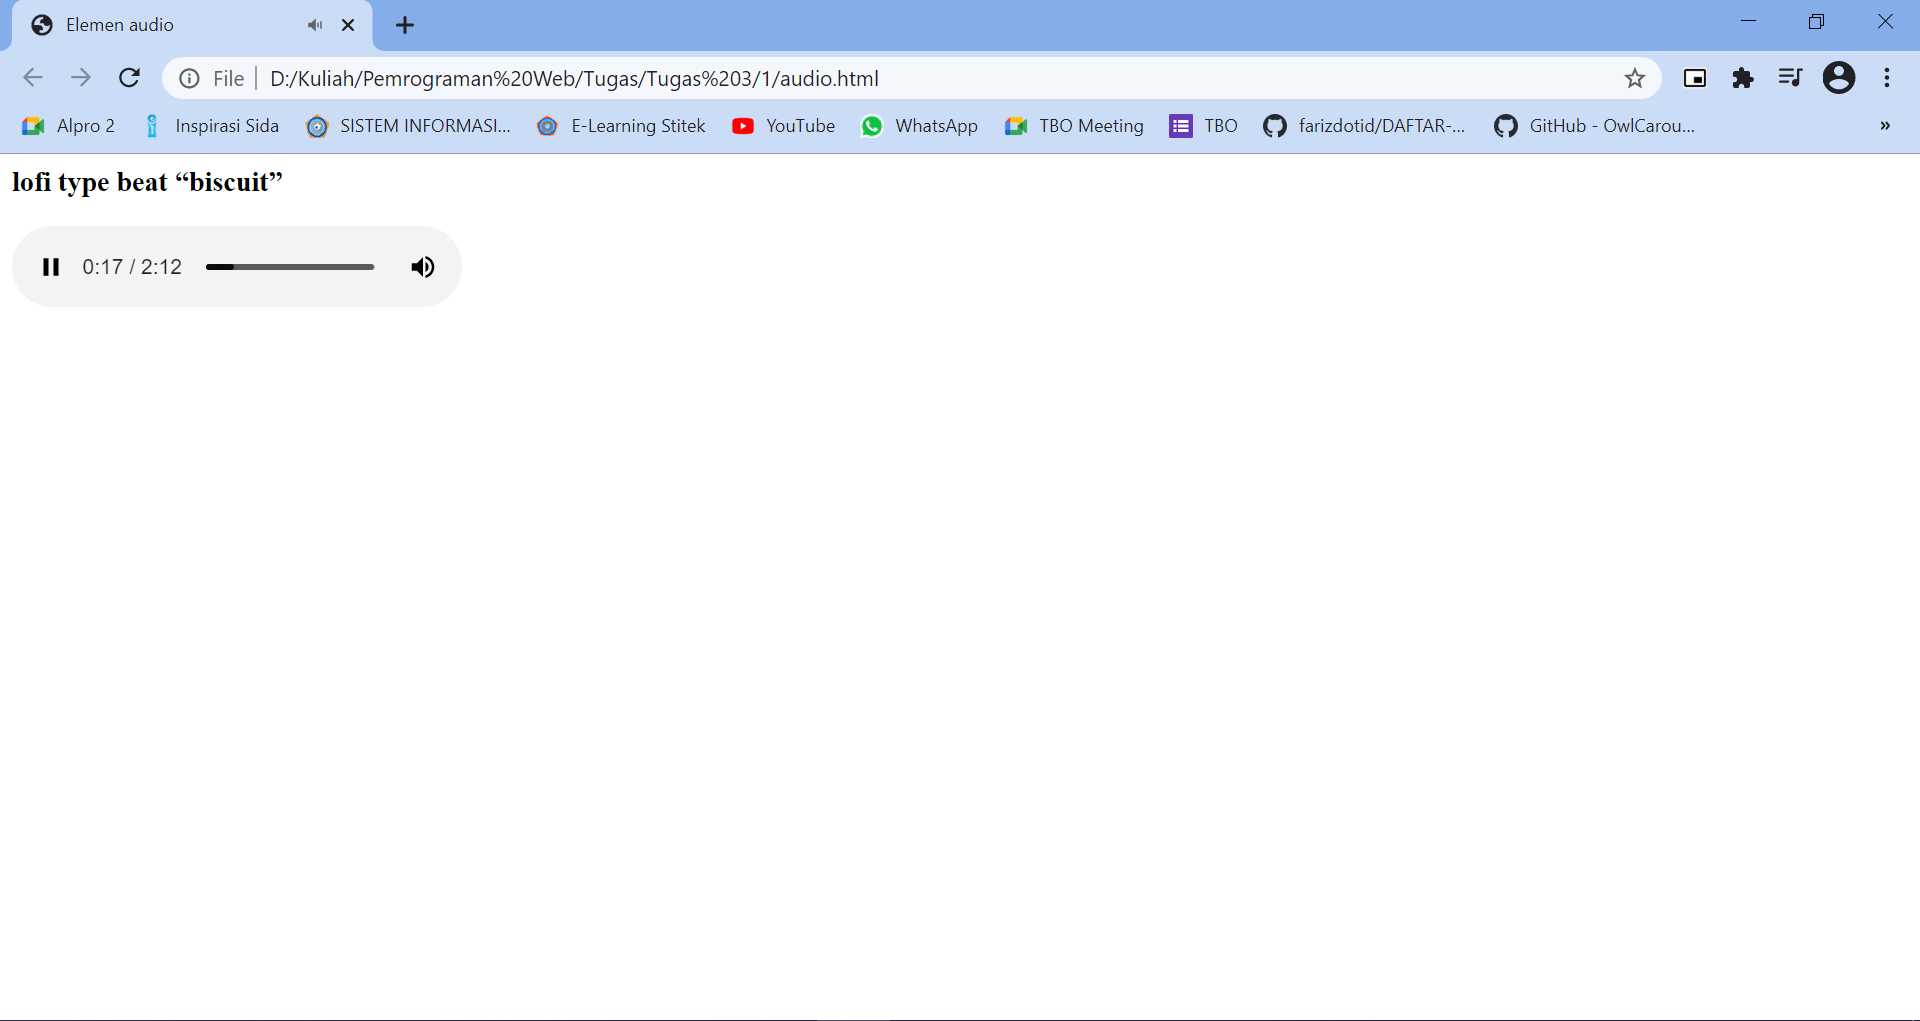 Elemen audio
File D:/Kuliah/Pemrograman%20Web/Tugas/Tugas%203/1/audio.html
Alpro 2 Inspirasi Sida SISTEM INFORMASI... E-Learning Stitek YouTube WhatsApp TBO Meeting TBO farizdotid/DAFTAR-... GitHub - OwlCarou... »
lofi type beat “biscuit”
0:17 / 2:12